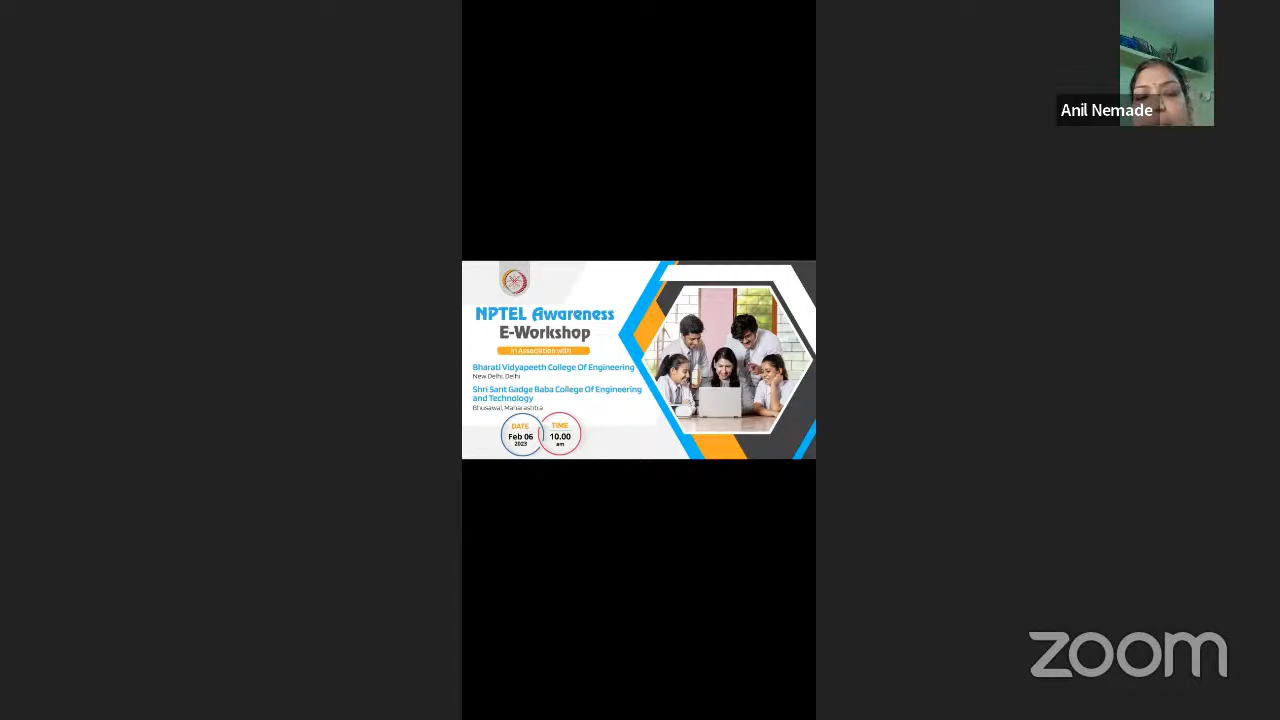 Anil Nemade
NPTEL Awareness
E-Workshop
In Association with
Bharati Vidyapeeth College Of Engineering
New Delhi, Delhi
Shri Sant Gadge Baba College Of Engineering
and Technology
Bhusawal, Maharashtra
DATE
Feb 06
2023
TIME
10.00
am
zoom